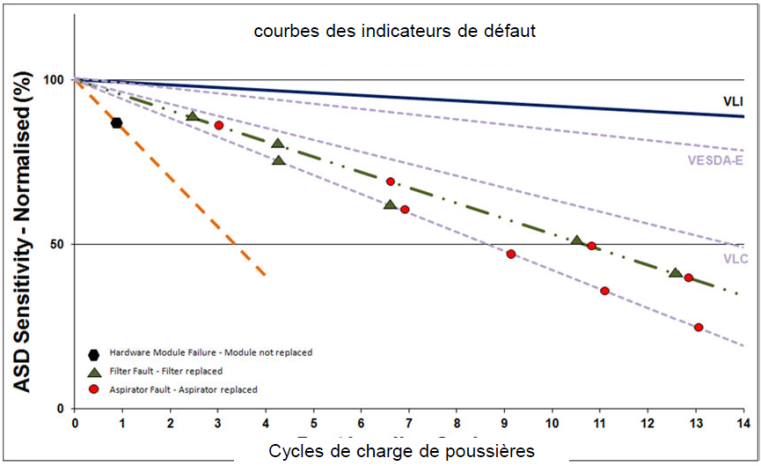 courbes des indicateurs de défaut
ASD Sensitivity - Normalised (%)
100
50
0
VLI
VESDA-E
VLC
Hardware Module Failure - Module not replaced
Filter Fault - Filter replaced
Aspirator Fault - Aspirator replaced
0 1 2 3 4 5 6 7 8 9 10 11 12 13 14
Cycles de charge de poussières